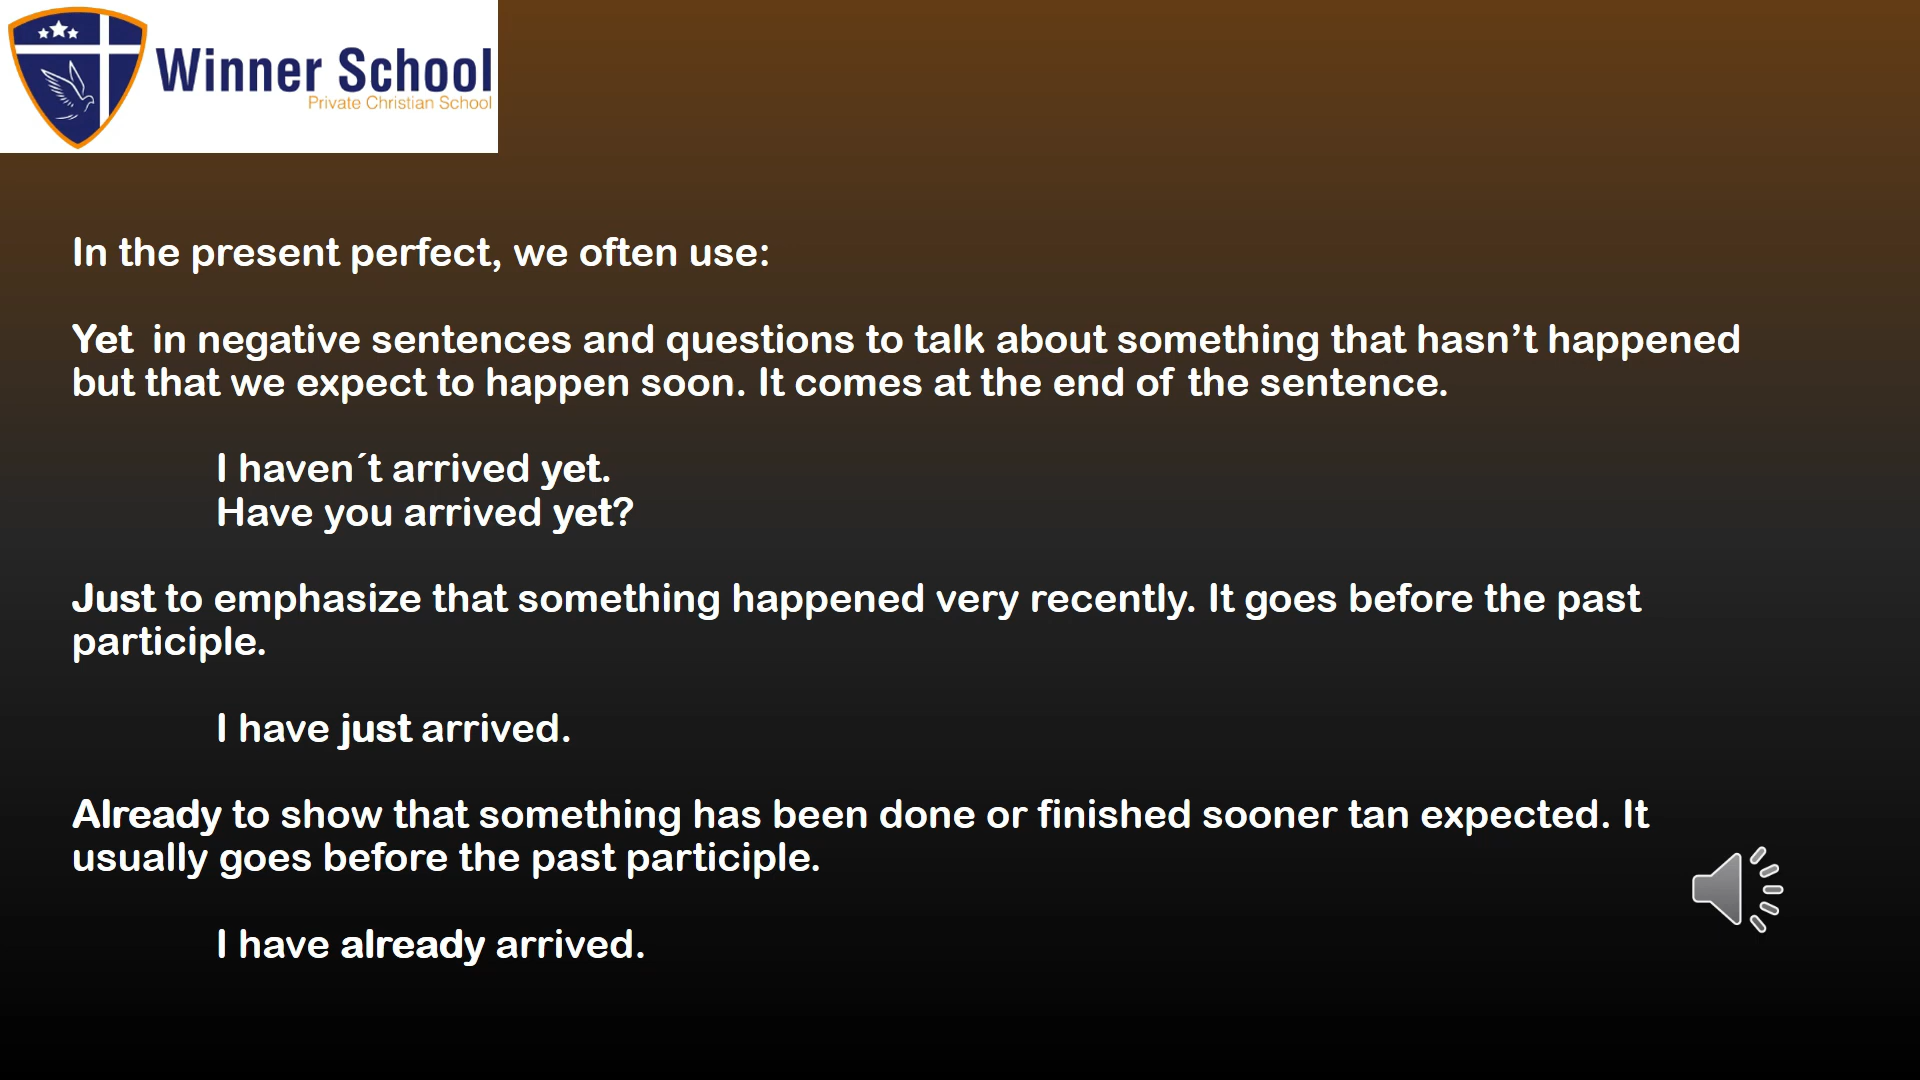 Winner School
Private Christian School
In the present perfect, we often use:
Yet in negative sentences and questions to talk about something that hasn’t happened
but that we expect to happen soon. It comes at the end of the sentence.
I haven´t arrived yet.
Have you arrived yet?
Just to emphasize that something happened very recently. It goes before the past
participle.
I have just arrived.
Already to show that something has been done or finished sooner tan expected. It
usually goes before the past participle.
I have already arrived.